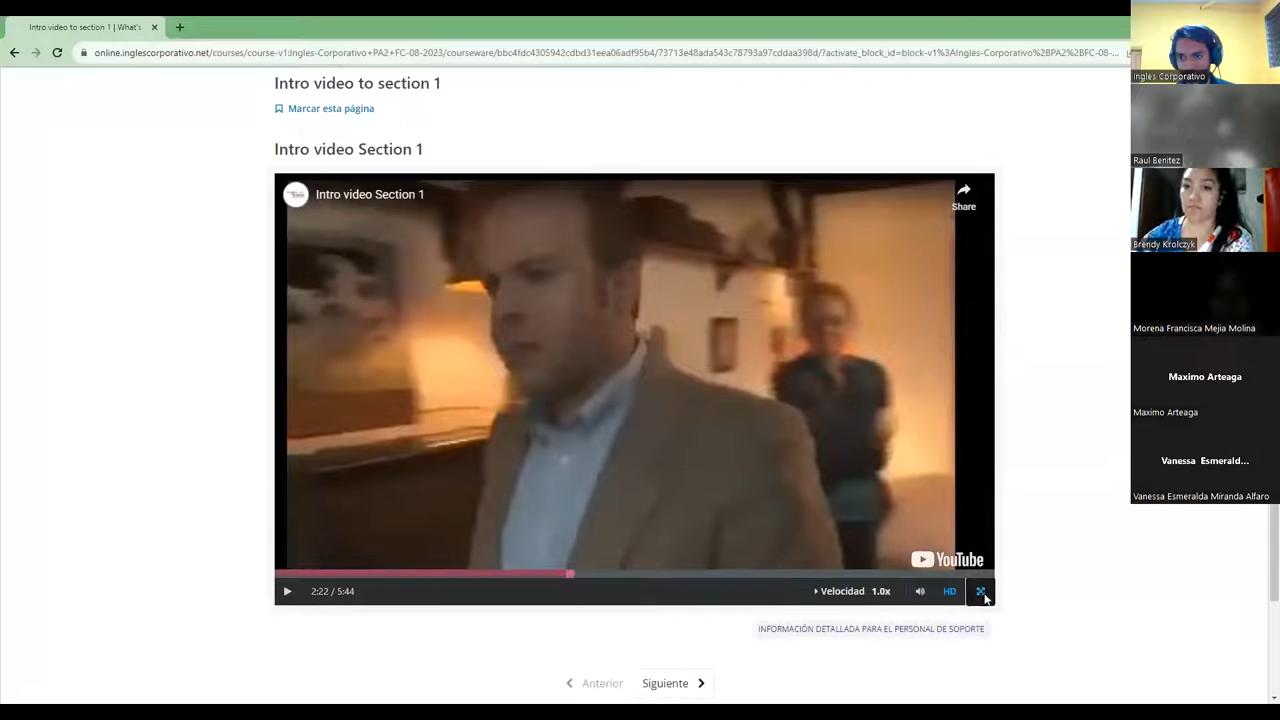 Intro video to section 1 | What's
online.inglescorporativo.net/courses/course-v1:Ingles-Corporativo+PA2+FC-08-2023/courseware/bbc4fdc4305942cdbd31eea06adf95b4/73713e48ada543c78793a97cddaa398d/?activate_block_id=block-v1%3AIngles-Corporativo%2BPA2%2BFC-08-...
Intro video to section 1
Marcar esta página
Intro video Section 1
Intro video Section 1
Share
YouTube
2:22 / 5:44
Velocidad 1.0x
HD
INFORMACIÓN DETALLADA PARA EL PERSONAL DE SOPORTE
Anterior
Siguiente
Ingles Corporativo
Raul Benitez
Brendy Krolczyk
Morena Francisca Mejia Molina
Maximo Arteaga
Maximo Arteaga
Vanessa Esmerald...
Vanessa Esmeralda Miranda Alfaro